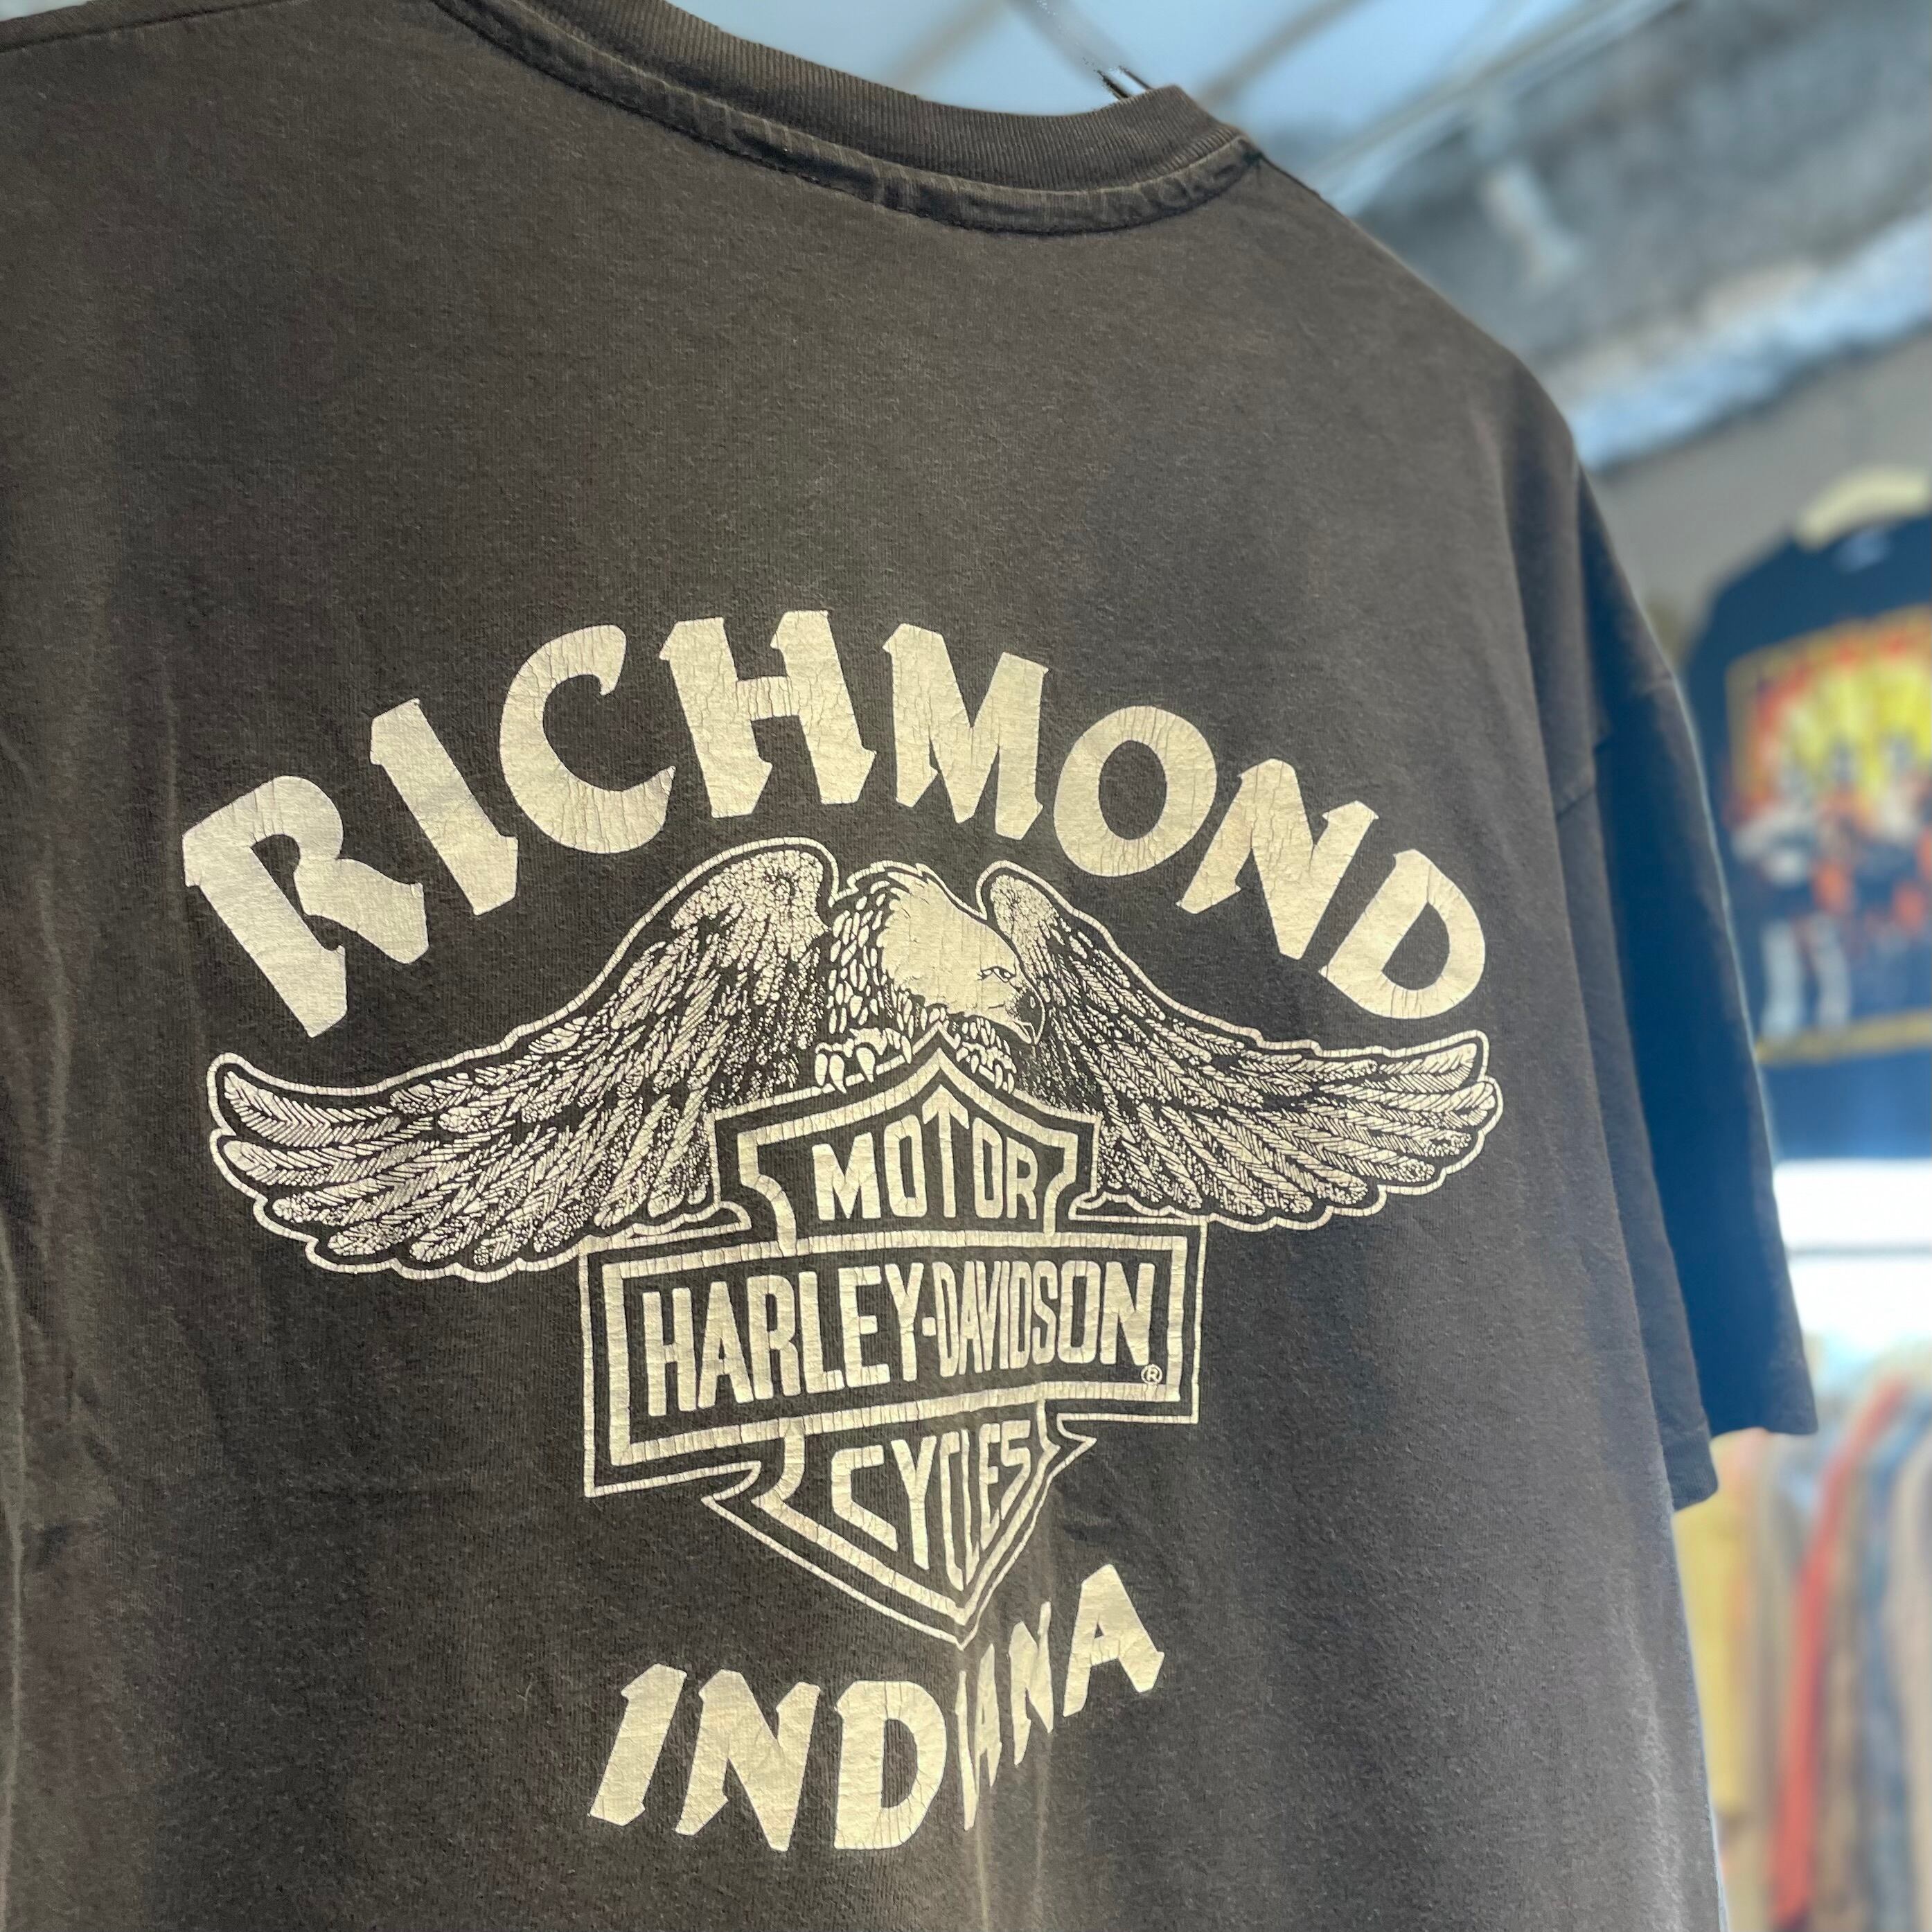 RICHMOND
MOTOR
HARLEY-DAVIDSON
®
CYCLES
INDIANA